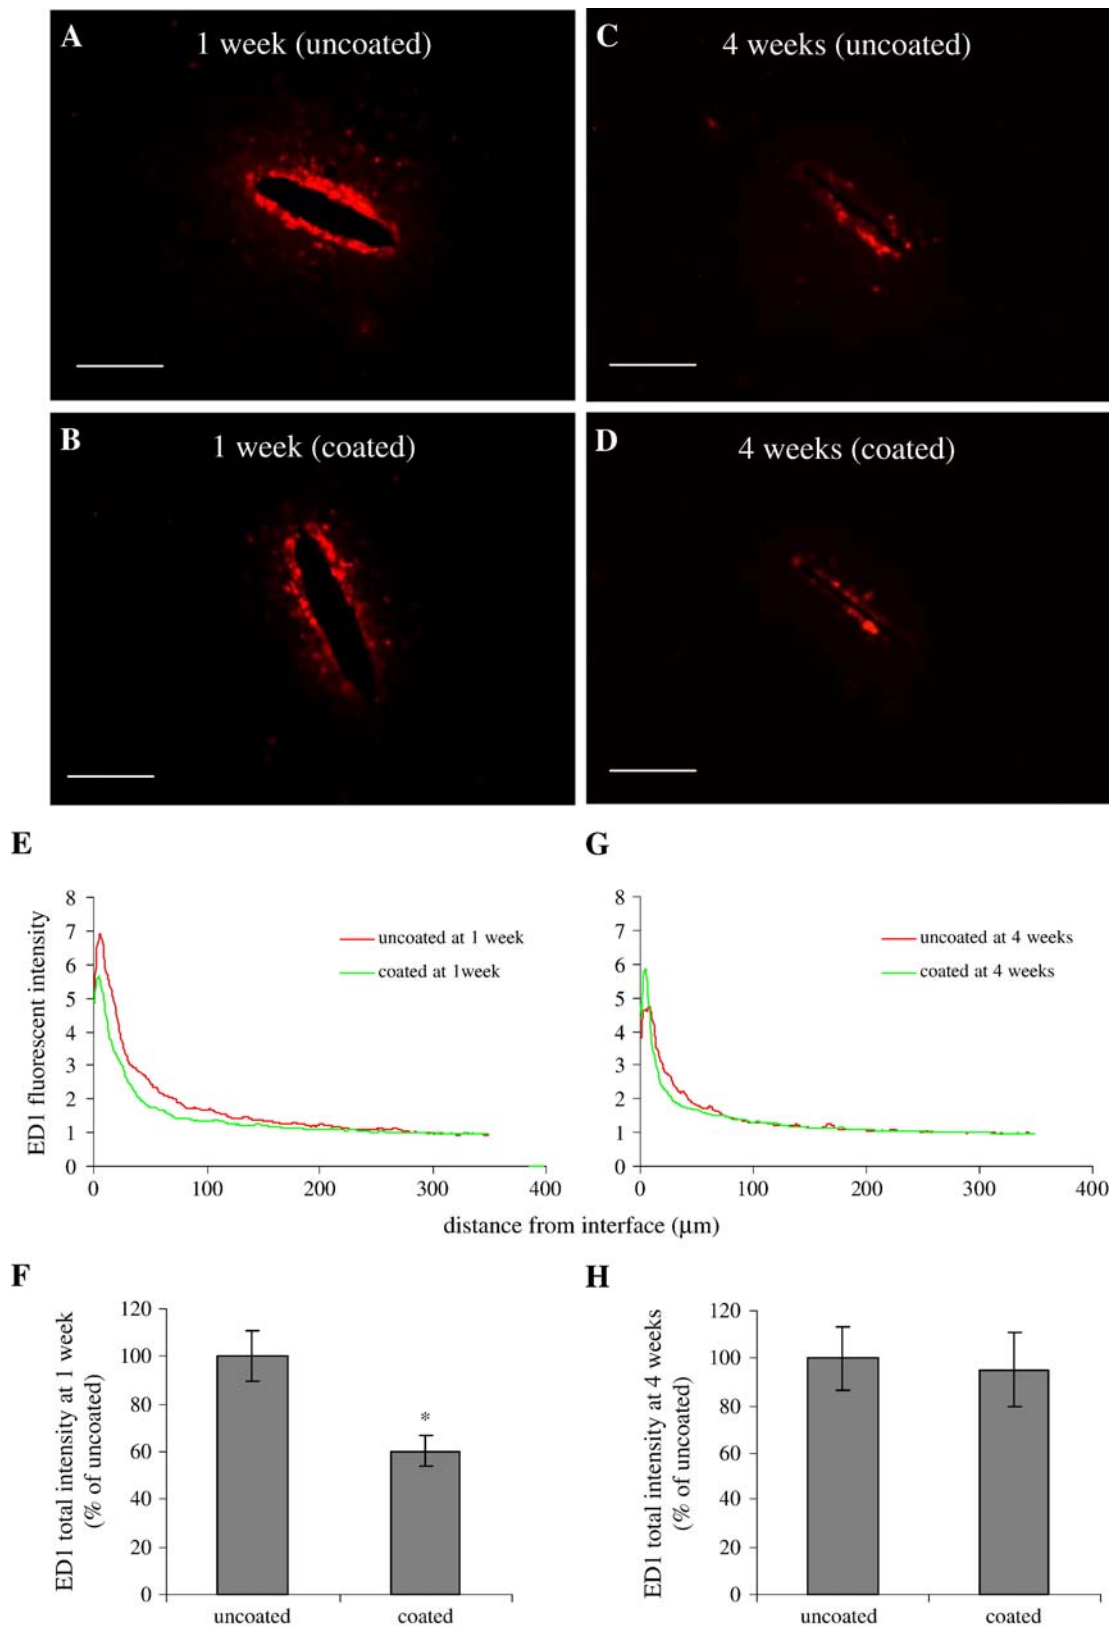 A
1 week (uncoated)
C
4 weeks (uncoated)
B
1 week (coated)
D
4 weeks (coated)
E
ED1 fluorescent intensity
8
7
6
5
4
3
2
1
0
0
100
200
300
400
uncoated at 1 week
coated at 1week
G
8
7
6
5
4
3
2
1
0
0
100
200
300
400
uncoated at 4 weeks
coated at 4 weeks
distance from interface (μm)
F
ED1 total intensity at 1 week
(% of uncoated)
120
100
80
60
40
20
0
*
uncoated
coated
H
ED1 total intensity at 4 weeks
(% of uncoated)
120
100
80
60
40
20
0
uncoated
coated